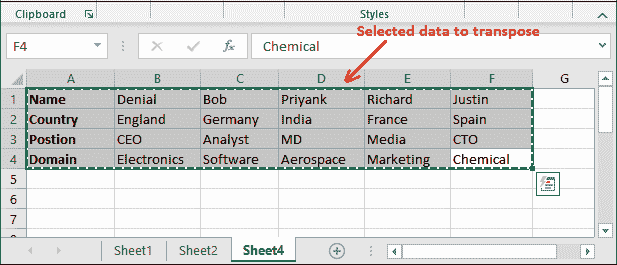 Clipboard Styles
Selected data to transpose
F4 fx Chemical
A B C D E F G
1 Name Denial Bob Priyank Richard Justin
2 Country England Germany India France Spain
3 Postion CEO Analyst MD Media CTO
4 Domain Electronics Software Aerospace Marketing Chemical
5
6
7
Sheet1 Sheet2 Sheet4